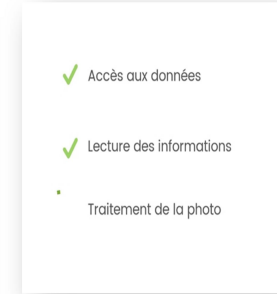 Accès aux données
Lecture des informations
Traitement de la photo